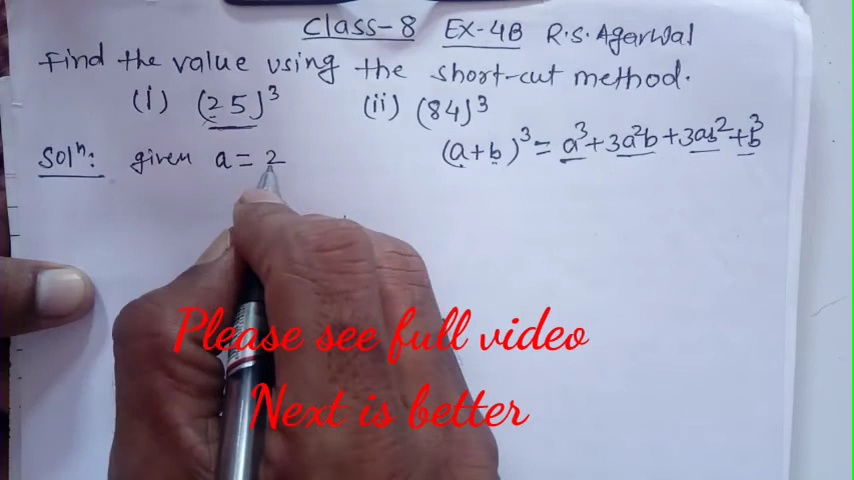 Class-8 EX-4B R.S. Agarwal
Find the value using the short-cut method.
(i) (25)³ (ii) (84)³
(a+b)³ = a³+3a²b+3ab²+b³
Solⁿ: given a = 2
Please see full video
Next is better